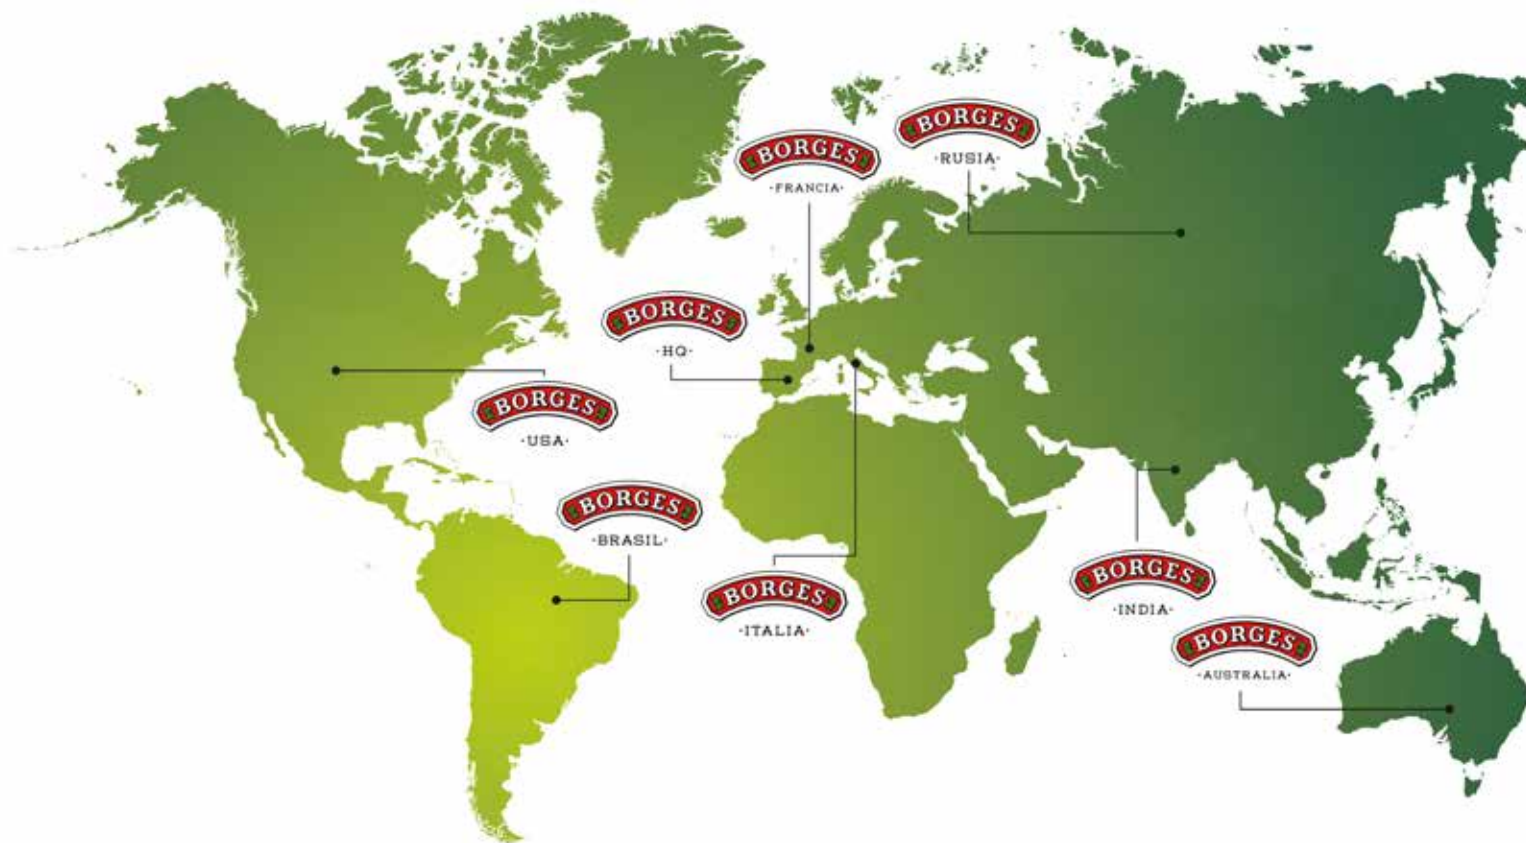 BORGES
·RUSIA·
BORGES
·FRANCIA·
BORGES
·HQ·
BORGES
·USA·
BORGES
·BRASIL·
BORGES
·ITALIA·
BORGES
·INDIA·
BORGES
·AUSTRALIA·